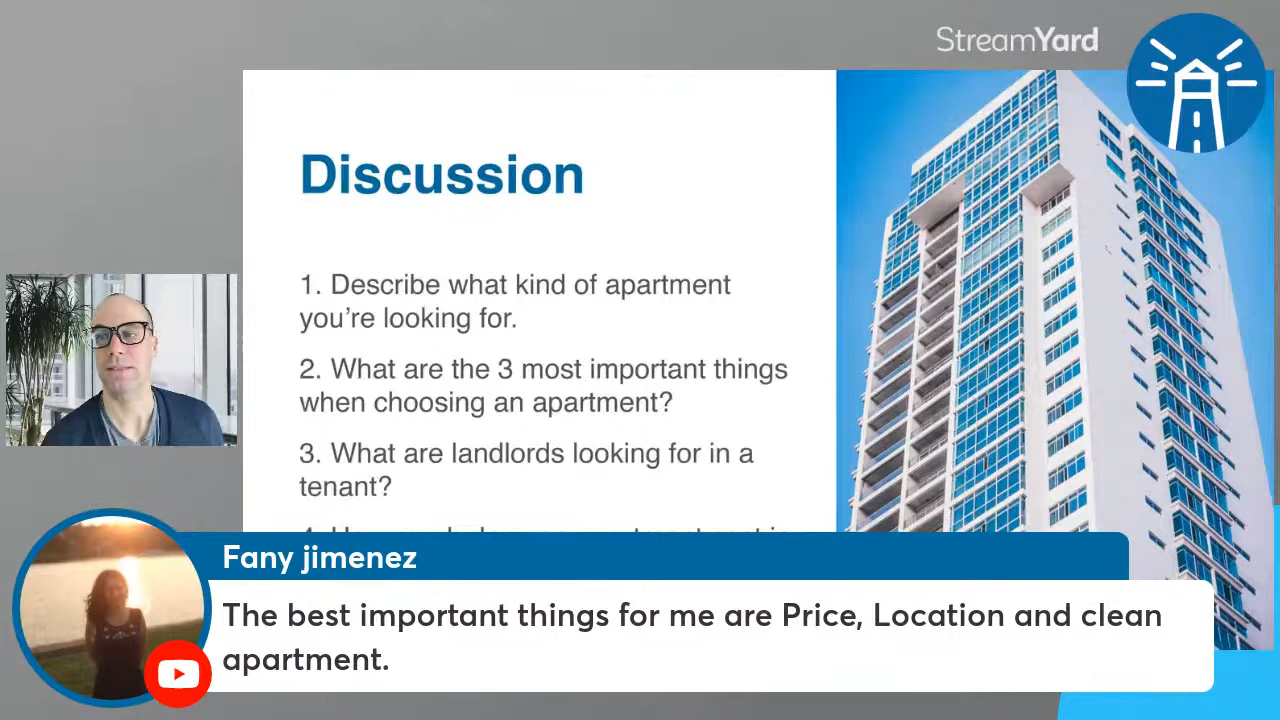 StreamYard
Discussion
1. Describe what kind of apartment
you’re looking for.
2. What are the 3 most important things
when choosing an apartment?
3. What are landlords looking for in a
tenant?
Fany jimenez
The best important things for me are Price, Location and clean
apartment.